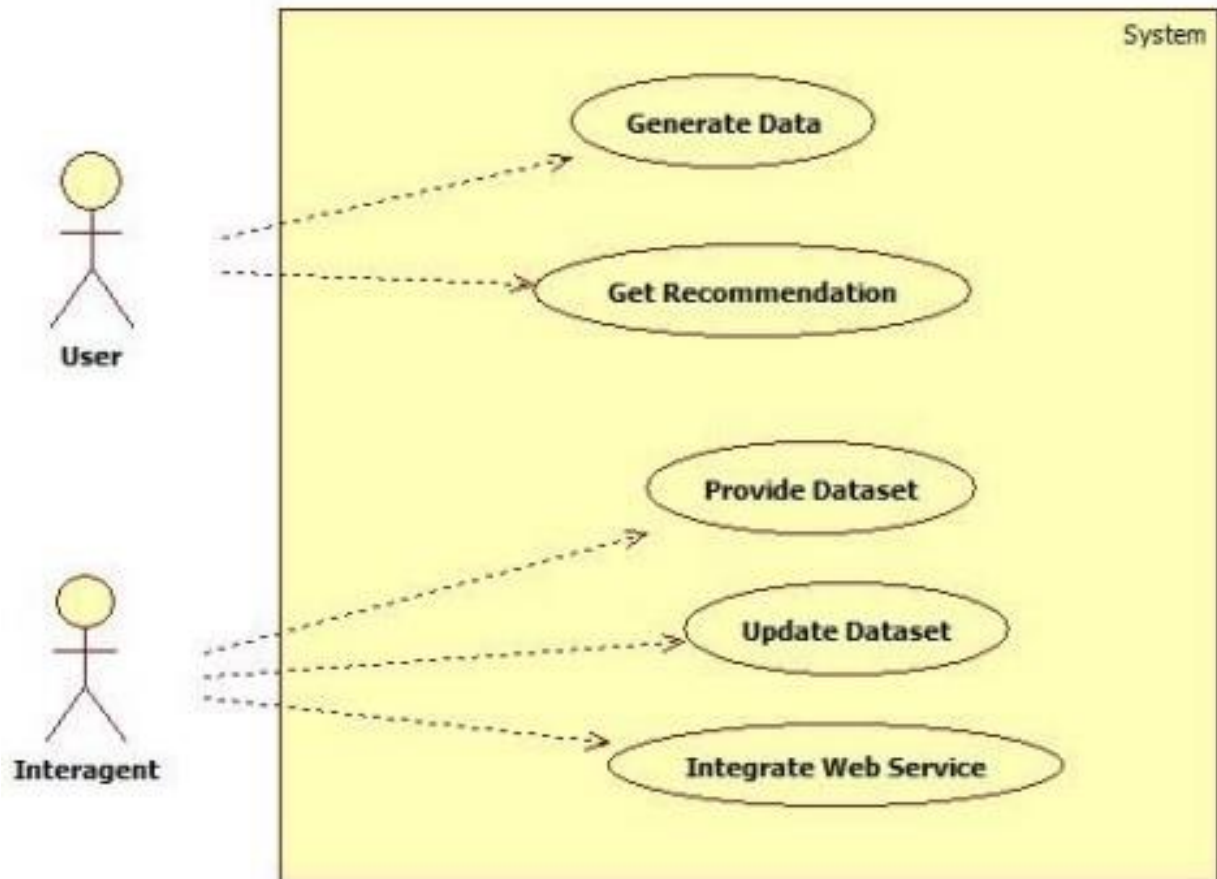 System
Generate Data
Get Recommendation
User
Provide Dataset
Update Dataset
Integrate Web Service
Interagent